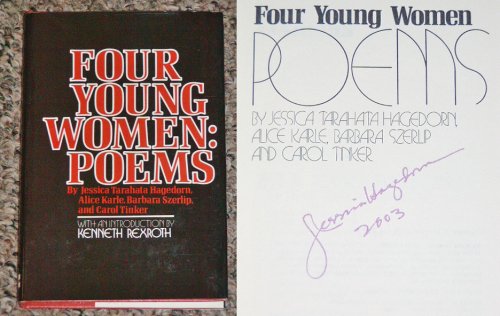 FOUR
YOUNG
WOMEN:
POEMS
By Jessica Tarahata Hagedorn,
Alice Karle, Barbara Szerlip,
and Carol Tinker
WITH AN INTRODUCTION BY
KENNETH REXROTH
Four Young Women
POEMS
BY JESSICA TARAHATA HAGEDORN,
ALICE KARLE, BARBARA SZERLIP
AND CAROL TINKER
Jessica Hagedorn
2003